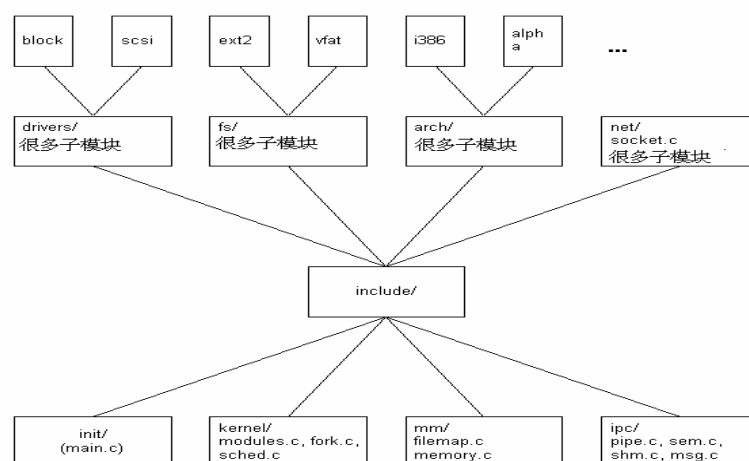 block
scsi
ext2
vfat
i386
alph
a
...
drivers/
很多子模块
fs/
很多子模块
arch/
很多子模块
net/
socket.c
很多子模块
include/
init/
(main.c)
kernel/
modules.c, fork.c,
sched.c
mm/
filemap.c
memory.c
ipc/
pipe.c, sem.c,
shm.c, msg.c